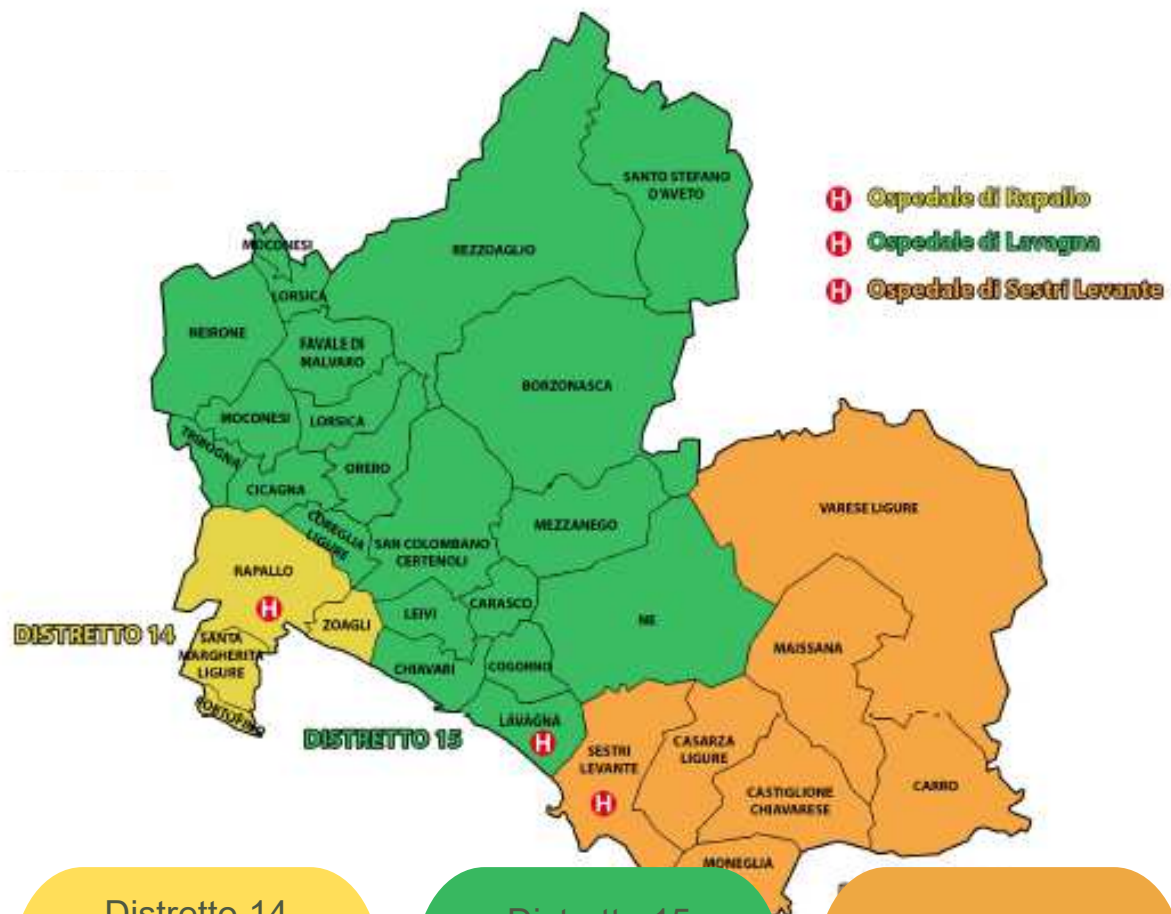 SANTO STEFANO
D'AVETO
H Ospedale di Rapallo
H Ospedale di Lavagna
H Ospedale di Sestri Levante
MOCONESI
REZZOAGLIO
LORSICA
NEIRONE
FAVALE DI
MALVARO
BORZONASCA
MOCONESI
LORSICA
TRIBOGNA
ORERO
CICAGNA
VARESE LIGURE
COREGLIA
LIGURE
MEZZANEGO
SAN COLOMBANO
CERTENOLI
RAPALLO
H
CARASCO
LEIVI
ZOAGLI
NE
DISTRETTO 14
SANTA
MARGHERITA
LIGURE
MAISSANA
CHIAVARI
COGORNO
PORTOFINO
LAVAGNA
H
DISTRETTO 15
SESTRI
LEVANTE
H
CASARZA
LIGURE
CASTIGLIONE
CHIAVARESE
CARRO
MONEGLIA
Distretto 14
Distretto 15